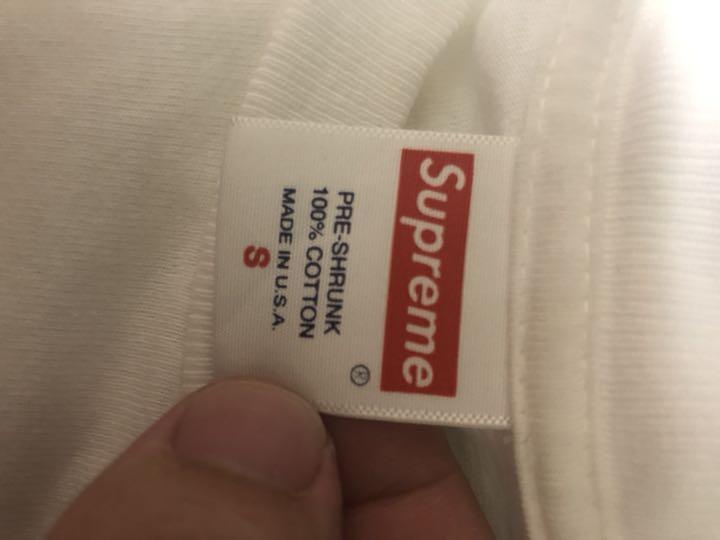 Supreme
®
PRE-SHRUNK
100% COTTON
MADE IN U.S.A.
S